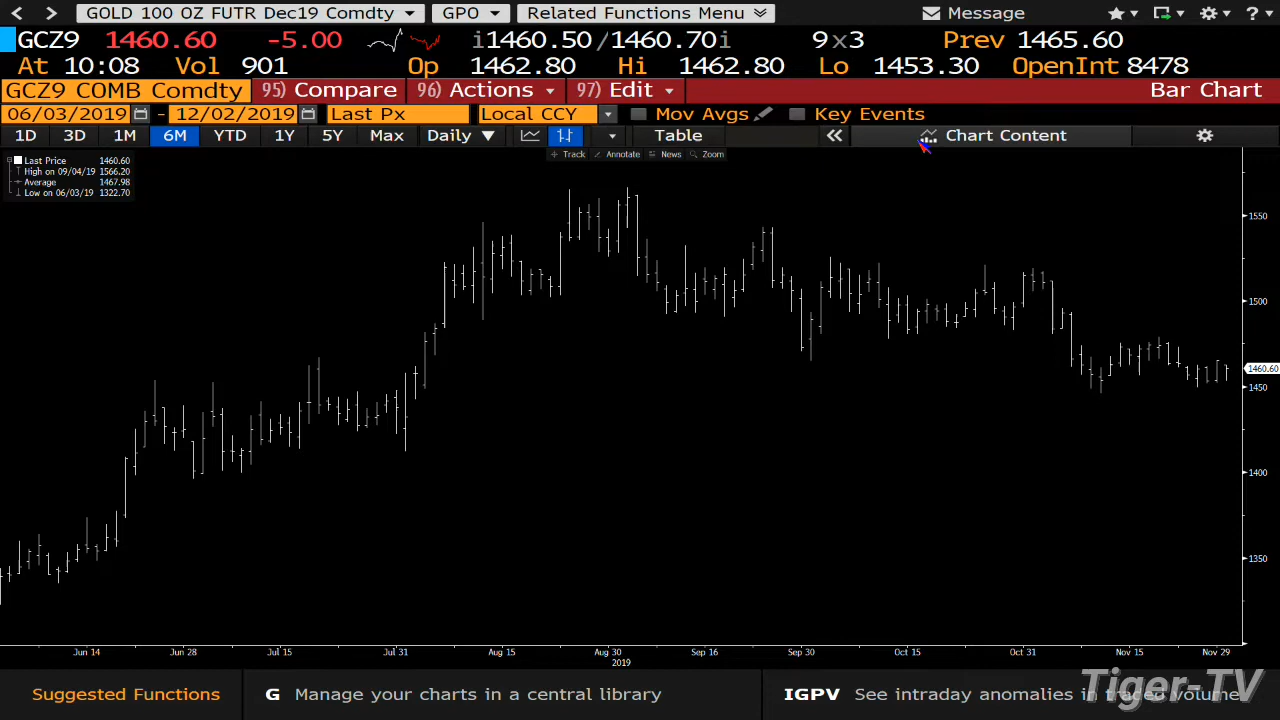 GOLD 100 OZ FUTR Dec19 Comdty GPO Related Functions Menu Message ?
GCZ9 1460.60 -5.00 i1460.50/1460.70i 9x3 Prev 1465.60
At 10:08 Vol 901 Op 1462.80 Hi 1462.80 Lo 1453.30 OpenInt 8478
GCZ9 COMB Comdty 95) Compare 96) Actions 97) Edit Bar Chart
06/03/2019 - 12/02/2019 Last Px Local CCY Mov Avgs Key Events
1D 3D 1M 6M YTD 1Y 5Y Max Daily Table Chart Content
Track Annotate News Zoom
Last Price 1460.60
High on 09/04/19 1566.20
Average 1467.98
Low on 06/03/19 1322.70
1550
1500
1460.60
1450
1400
1350
Jun 14 Jun 28 Jul 15 Jul 31 Aug 15 Aug 30 Sep 16 Sep 30 Oct 15 Oct 31 Nov 15 Nov 29
2019
Suggested Functions G Manage your charts in a central library IGPV See intraday anomalies in traded volume
Tiger-TV